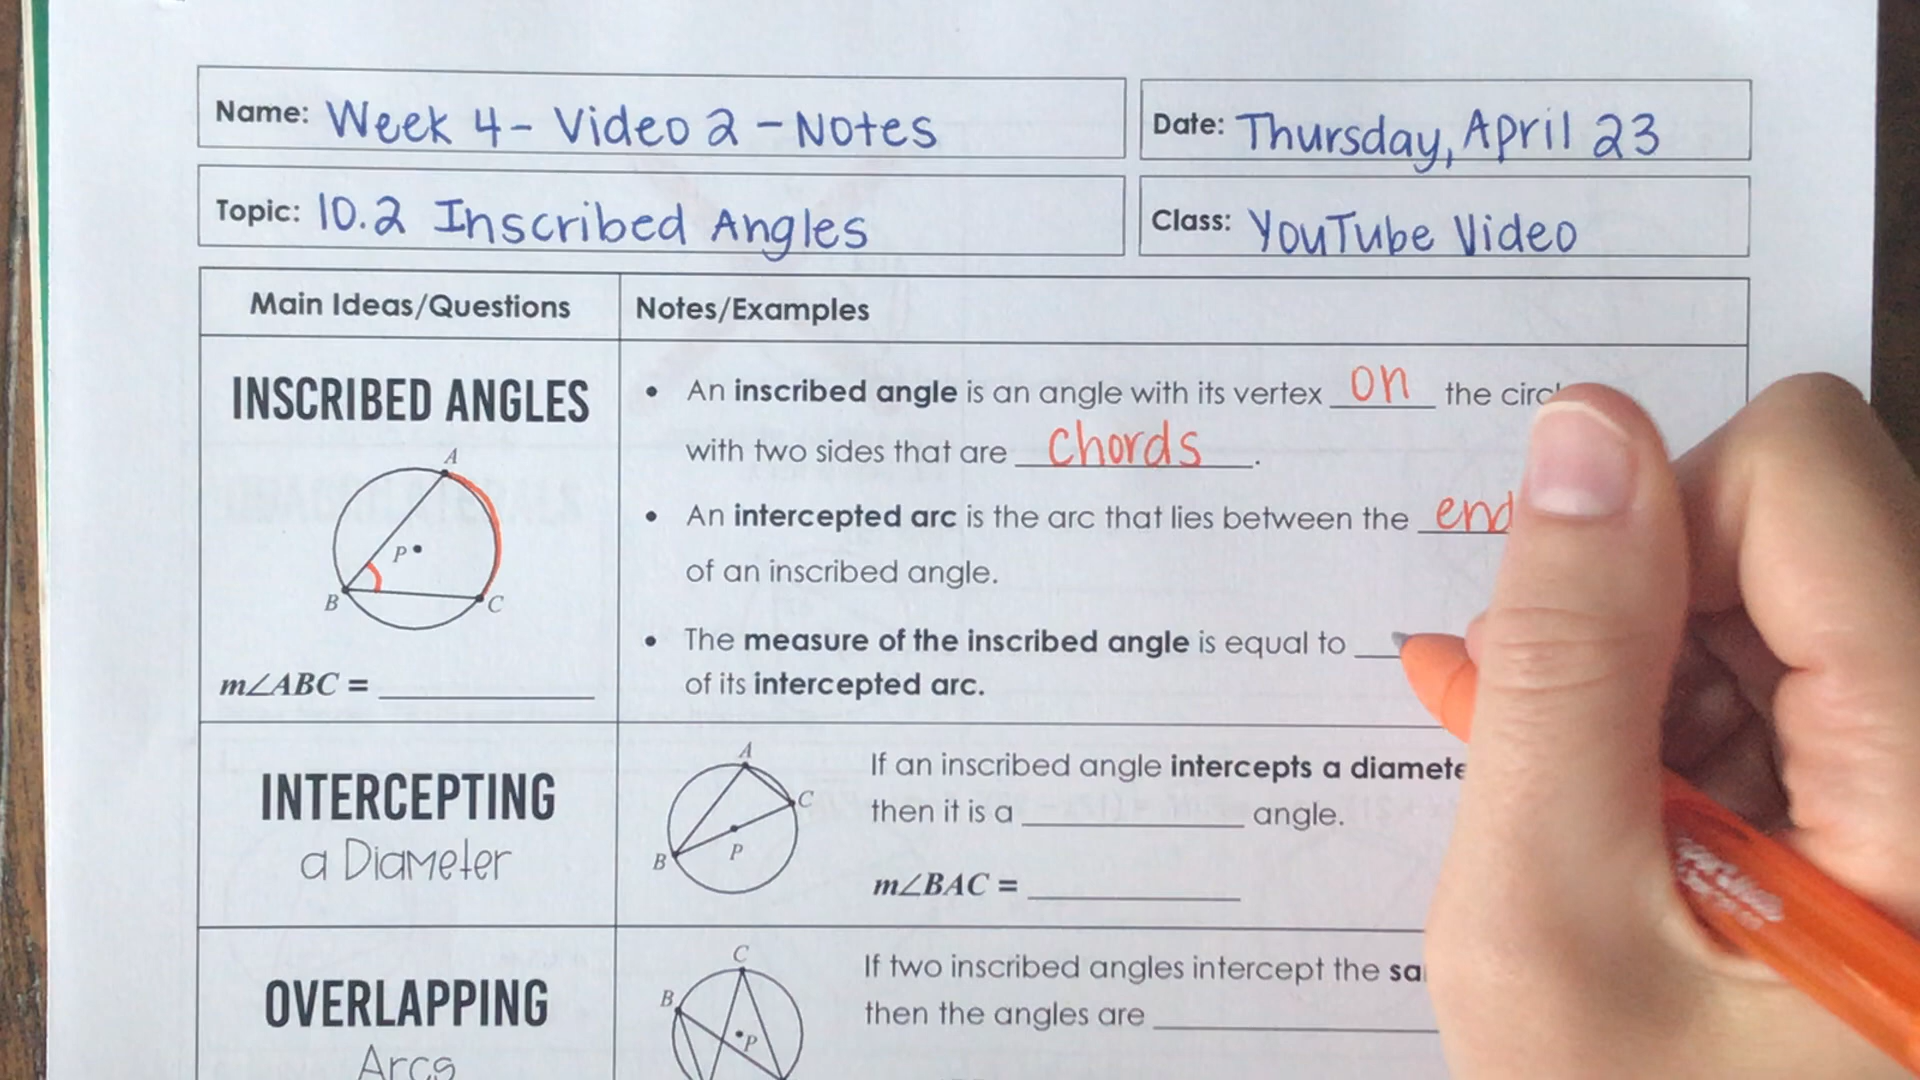 Name: Week 4 - Video 2 - Notes
Date: Thursday, April 23
Topic: 10.2 Inscribed Angles
Class: YouTube Video
Main Ideas/Questions
Notes/Examples
INSCRIBED ANGLES
A
P
B
C
m∠ABC = ____________
• An inscribed angle is an angle with its vertex on the
with two sides that are chords.
• An intercepted arc is the arc that lies between the
of an inscribed angle.
• The measure of the inscribed angle is equal to
of its intercepted arc.
INTERCEPTING
a Diameter
A
C
P
B
If an inscribed angle intercepts a
then it is a ____________ angle.
m∠BAC = ____________
OVERLAPPING
Arcs
C
B
P
If two inscribed angles intercept the
then the angles are ____________